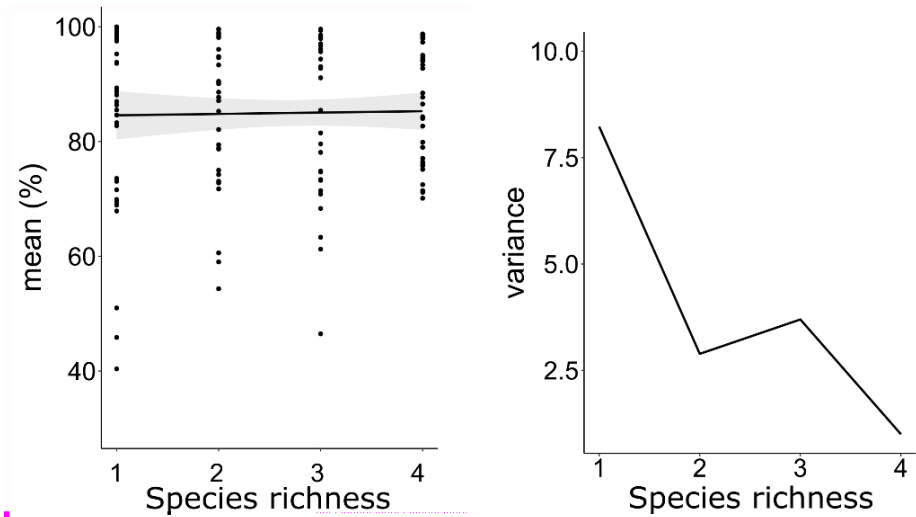 mean (%)
100
80
60
40
1 2 3 4
Species richness
variance
10.0
7.5
5.0
2.5
1 2 3 4
Species richness